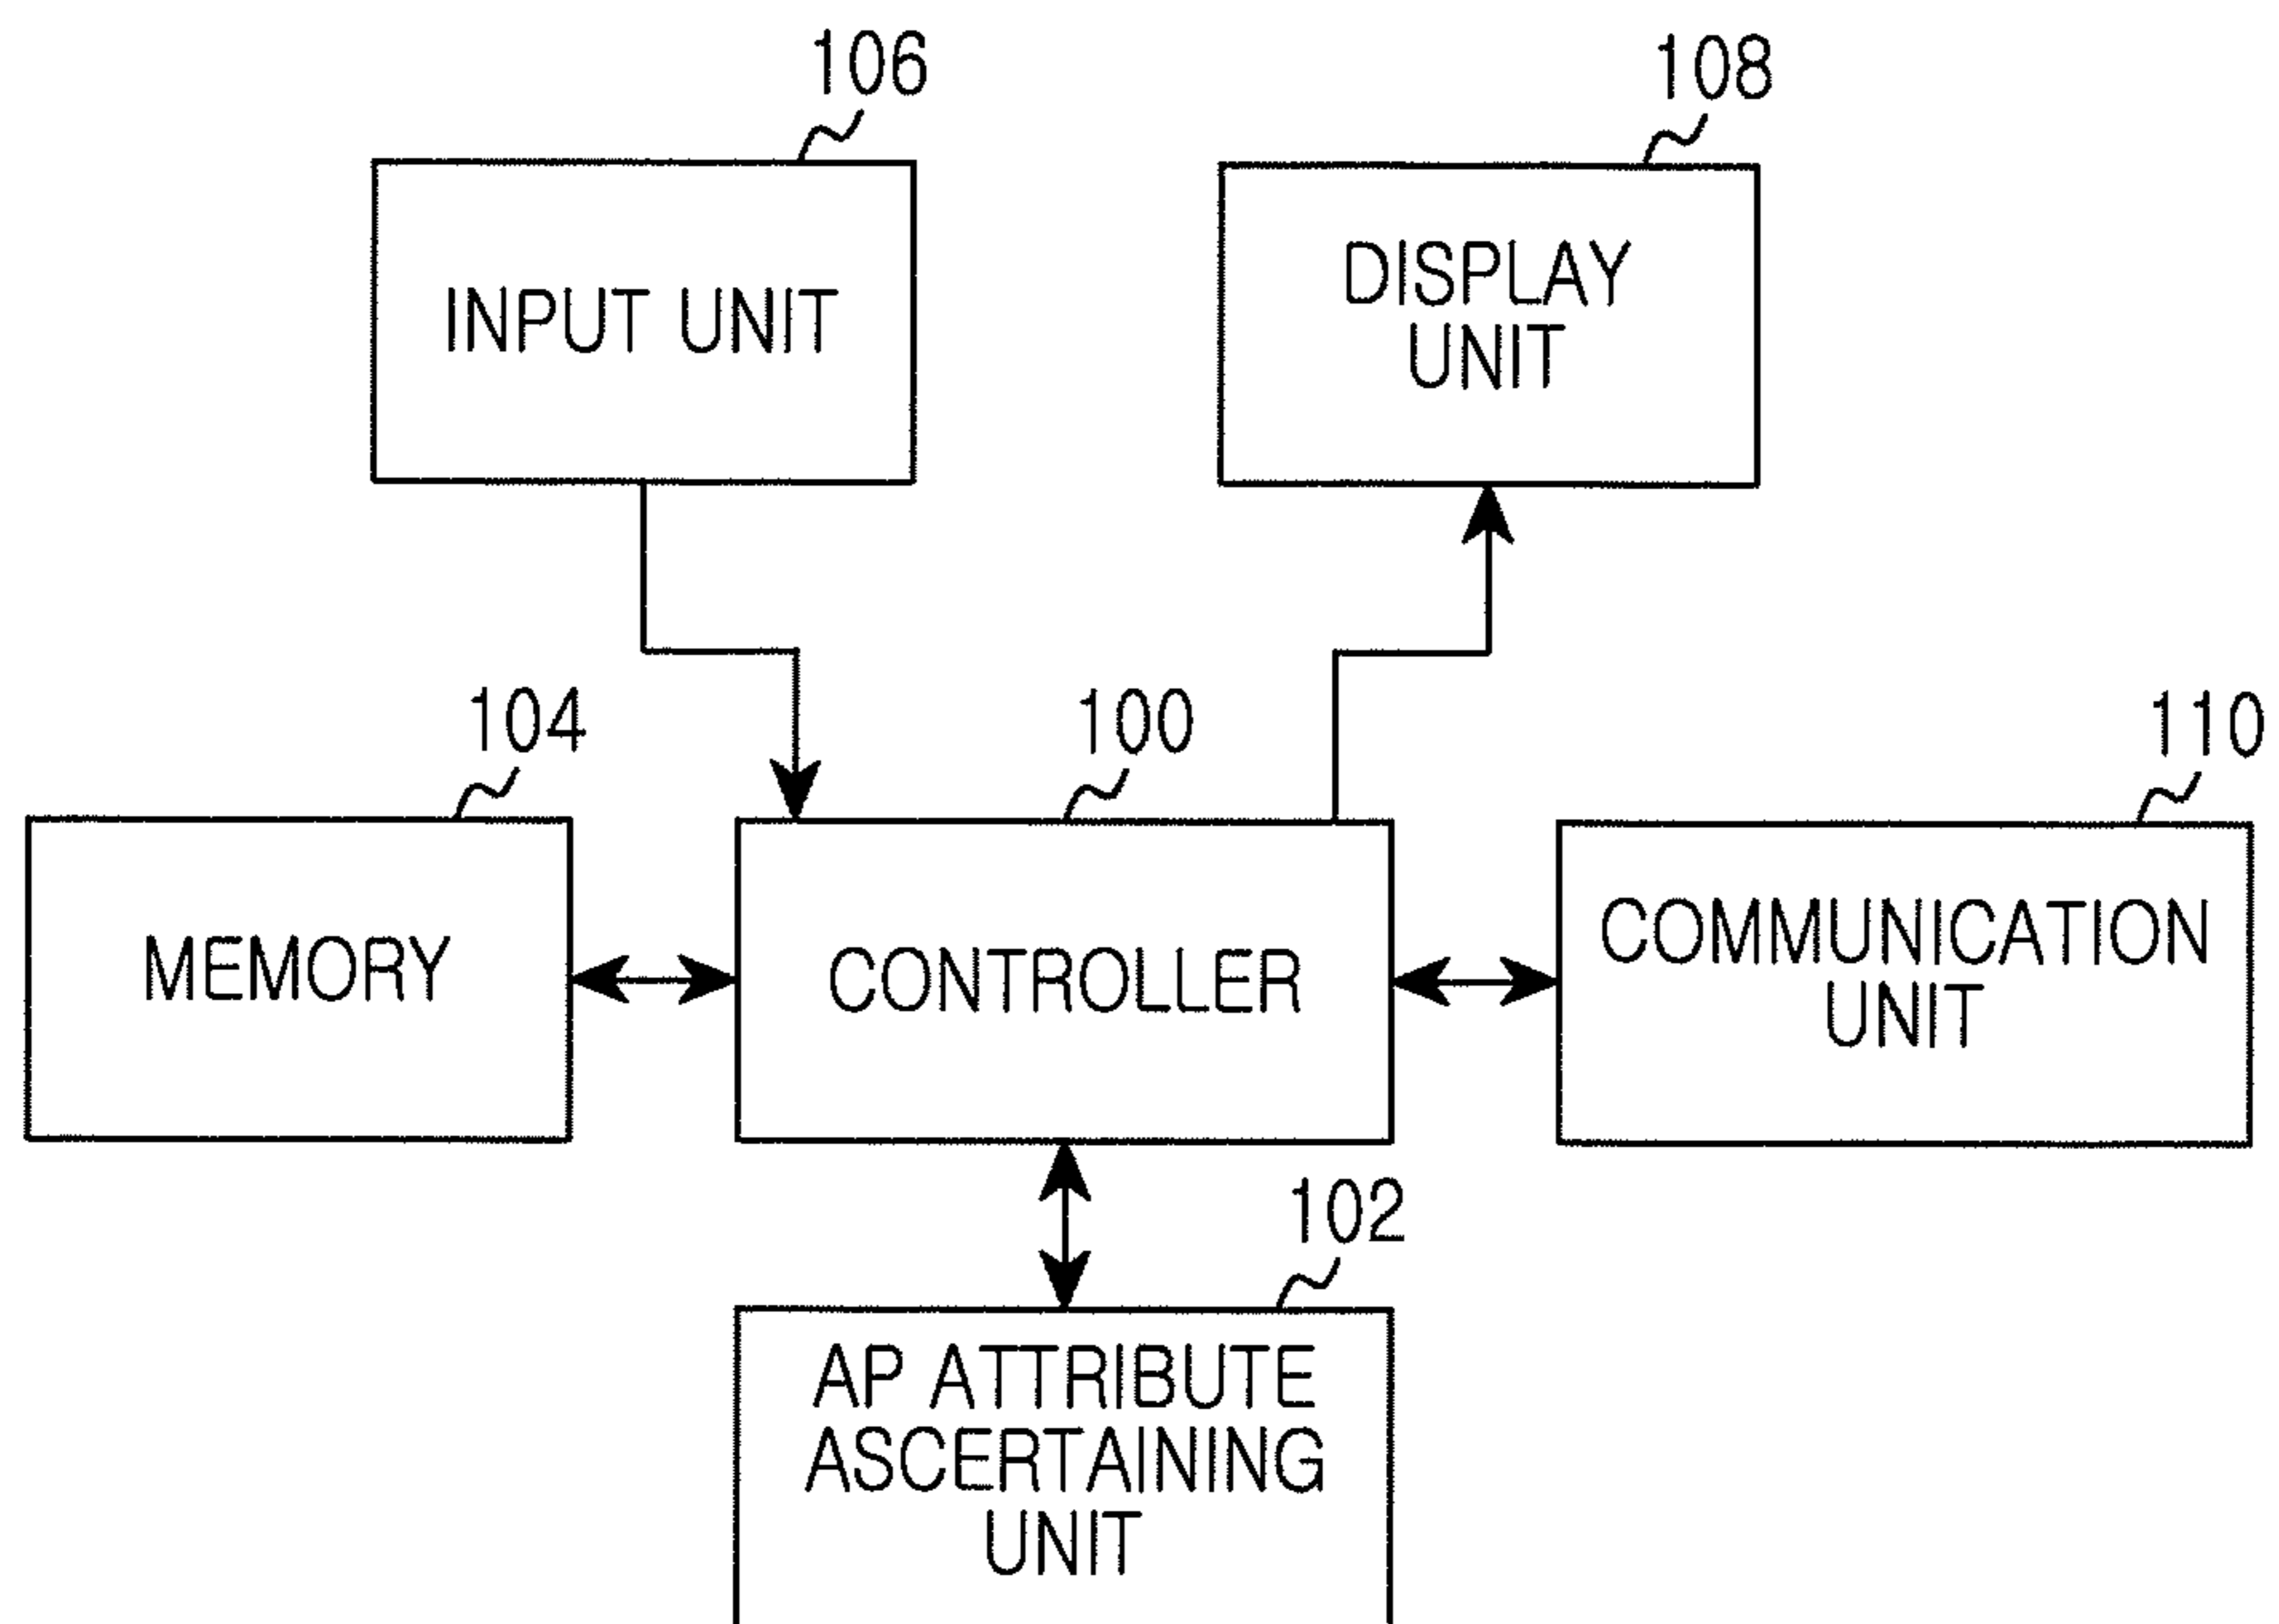 106
108
INPUT UNIT
DISPLAY
UNIT
104
100
110
MEMORY
CONTROLLER
COMMUNICATION
UNIT
102
AP ATTRIBUTE
ASCERTAINING
UNIT